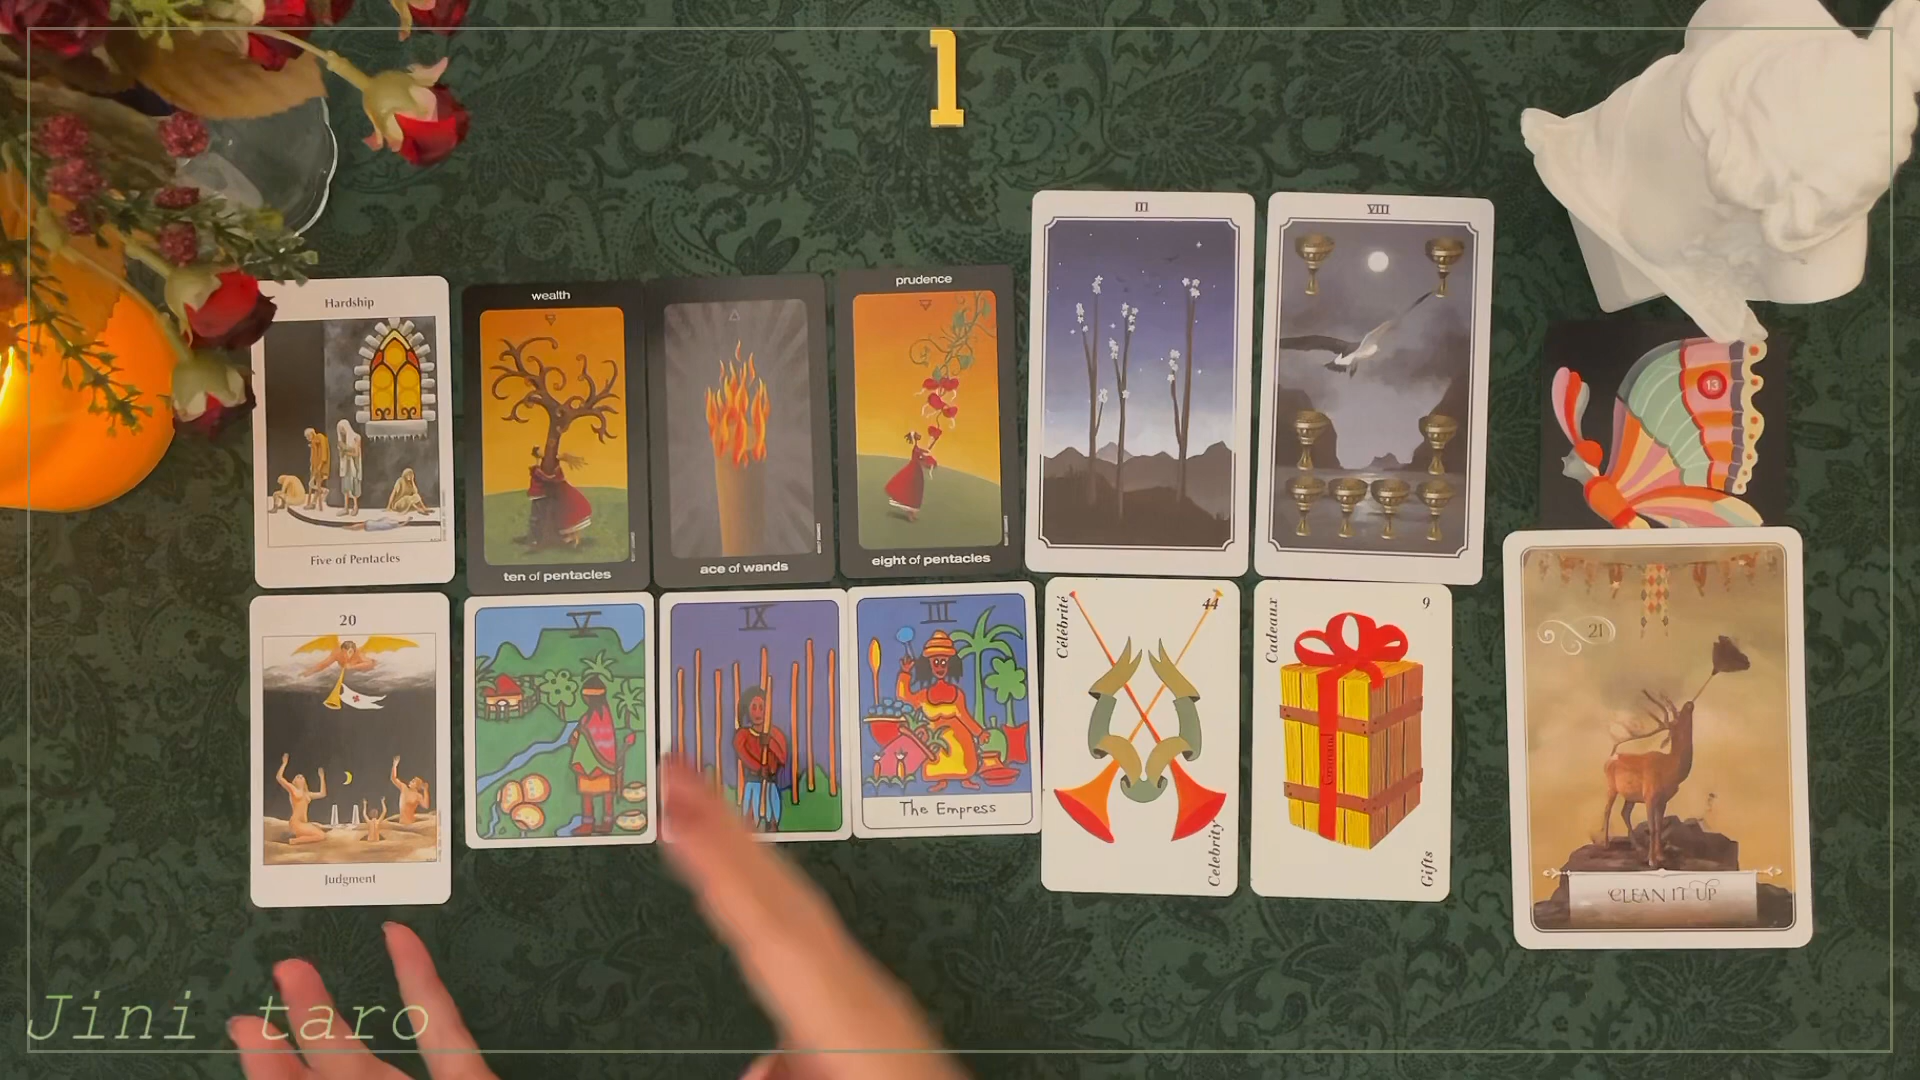 1
Hardship
Five of Pentacles
wealth
ten of pentacles
ace of wands
prudence
eight of pentacles
III
VIII
13
20
Judgment
V
IX
III
The Empress
Célébrité
44
Celebrity
Cadeaux
9
Gifts
21
CLEAN IT UP
Jini taro